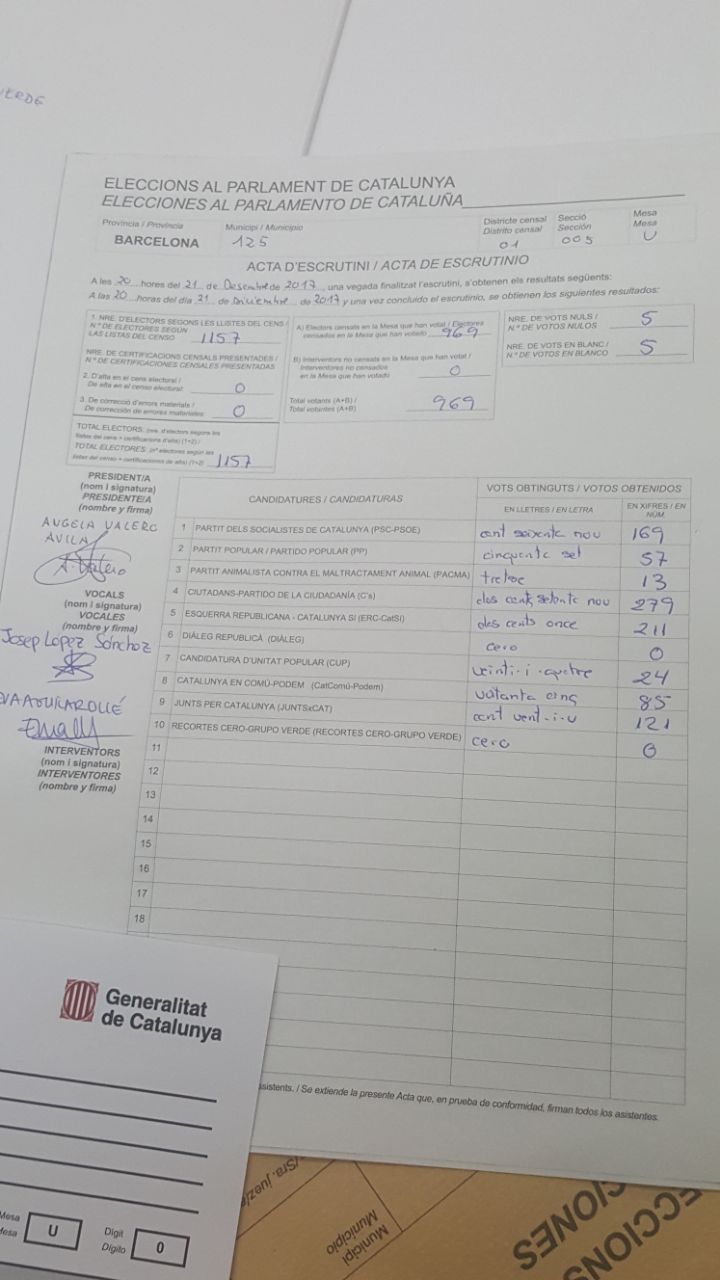 ELECCIONS AL PARLAMENT DE CATALUNYA
ELECCIONES AL PARLAMENTO DE CATALUÑA
Província / Provincia
BARCELONA
Municipi / Municipio
125
Districte censal
Distrito censal
01
Secció
Sección
005
Mesa
Mesa
U
ACTA D'ESCRUTINI / ACTA DE ESCRUTINIO
A les 20 hores del 21 de Desembre de 2017, una vegada finalitzat l'escrutini, s'obtenen els resultats següents:
A las 20 horas del día 21 de Diciembre de 2017 y una vez concluido el escrutinio, se obtienen los siguientes resultados:
1. NRE. D'ELECTORS SEGONS LES LLISTES DEL CENS /
N.º DE ELECTORES SEGÚN
LAS LISTAS DEL CENSO 1157
NRE. DE CERTIFICACIONS CENSALS PRESENTADES /
N.º DE CERTIFICACIONES CENSALES PRESENTADAS
2. D'alta en el cens electoral /
De alta en el censo electoral: 0
3. De correcció d'errors materials /
De corrección de errores materiales: 0
TOTAL ELECTORS: (nre. d'electors segons les
llistes del cens + certificacions d'alta) (1+2) /
TOTAL ELECTORES: (nº electores según las
listas del censo + certificaciones de alta) (1+2) 1157
A) Electors censats en la Mesa que han votat / Electores
censados en la Mesa que han votado 969
B) Interventors no censats en la Mesa que han votat /
Interventores no censados
en la Mesa que han votado 0
Total votants (A+B) /
Total votantes (A+B) 969
NRE. DE VOTS NULS /
N.º DE VOTOS NULOS 5
NRE. DE VOTS EN BLANC /
N.º DE VOTOS EN BLANCO 5
PRESIDENT/A
(nom i signatura)
PRESIDENTE/A
(nombre y firma)
ANGELA VALERO
AVILA
A. Valero
VOCALS
(nom i signatura)
VOCALES
(nombre y firma)
Josep López Sánchez
INTERVENTORS
(nom i signatura)
INTERVENTORES
(nombre y firma)
CANDIDATURES / CANDIDATURAS
VOTS OBTINGUTS / VOTOS OBTENIDOS
EN LLETRES / EN LETRA
EN XIFRES / EN NÚM.
1 PARTIT DELS SOCIALISTES DE CATALUNYA (PSC-PSOE) cent seixanta nou 169
2 PARTIT POPULAR / PARTIDO POPULAR (PP) cinquanta set 57
3 PARTIT ANIMALISTA CONTRA EL MALTRACTAMENT ANIMAL (PACMA) tretze 13
4 CIUTADANS-PARTIDO DE LA CIUDADANÍA (C's) dos cents setanta nou 279
5 ESQUERRA REPUBLICANA - CATALUNYA SÍ (ERC-CatSí) dos cents once 211
6 DIÀLEG REPUBLICÀ (DIÀLEG) cero 0
7 CANDIDATURA D'UNITAT POPULAR (CUP) veinti-i-quatre 24
8 CATALUNYA EN COMÚ-PODEM (CatComú-Podem) vuitanta cinq 85
9 JUNTS PER CATALUNYA (JUNTSxCAT) cent vent-i-u 121
10 RECORTES CERO-GRUPO VERDE (RECORTES CERO-GRUPO VERDE) cero 0
11
12
13
14
15
16
17
18
assistents. / Se extiende la presente Acta que, en prueba de conformidad, firman todos los asistentes.
Generalitat
de Catalunya
Mesa
Mesa
U
Dígit
Dígito
0
Municipi
Municipio